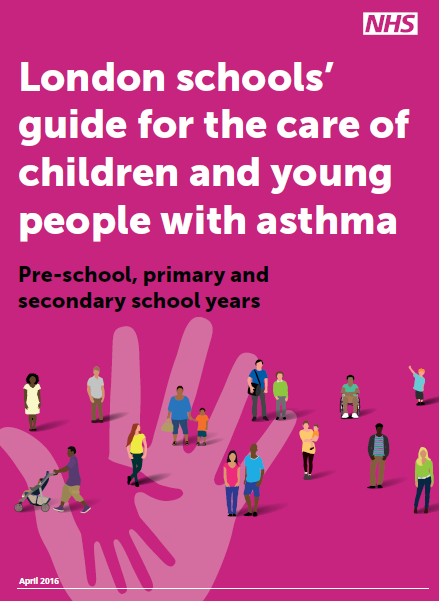 NHS
London schools’
guide for the care of
children and young
people with asthma
Pre-school, primary and
secondary school years
April 2016